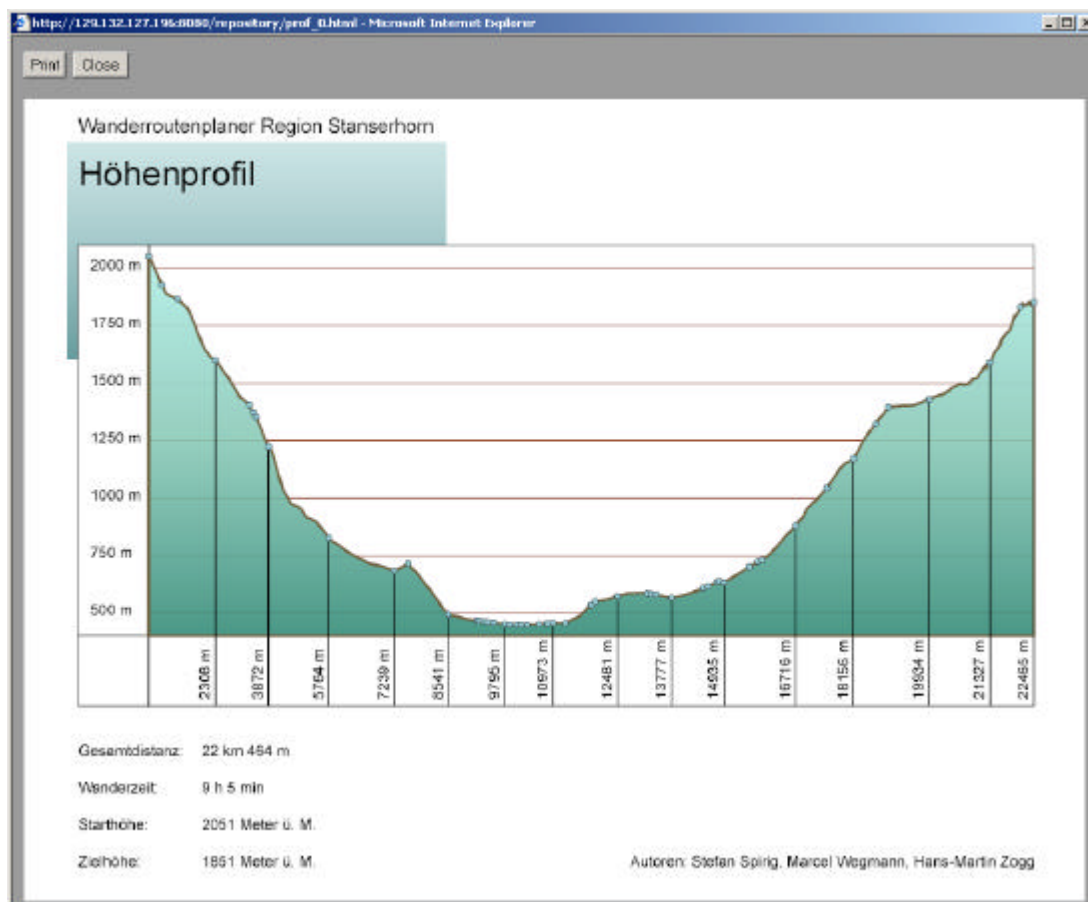 http://129.132.127.196:8080/repository/prof_0.html - Microsoft Internet Explorer
Print Close
Wanderroutenplaner Region Stanserhorn
Höhenprofil
2000 m
1750 m
1500 m
1250 m
1000 m
750 m
500 m
2308 m
3872 m
5764 m
7239 m
8541 m
9795 m
10973 m
12481 m
13777 m
14935 m
16716 m
18156 m
19934 m
21327 m
22465 m
Gesamtdistanz: 22 km 464 m
Wanderzeit: 9 h 5 min
Starthöhe: 2051 Meter ü. M.
Zielhöhe: 1851 Meter ü. M.
Autoren: Stefan Spirig, Marcel Wegmann, Hans-Martin Zogg